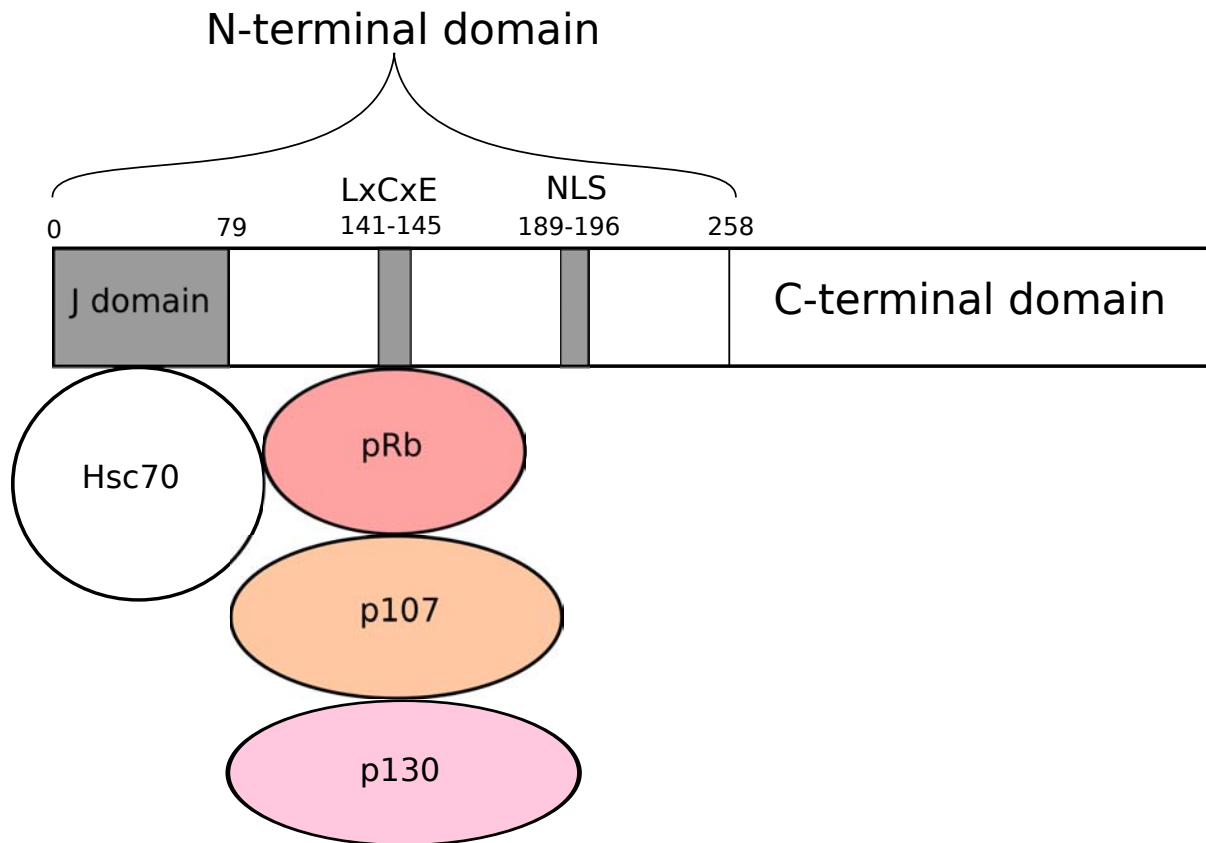 N-terminal domain
LxCxE
NLS
0
79
141-145
189-196
258
J domain
C-terminal domain
pRb
Hsc70
p107
p130